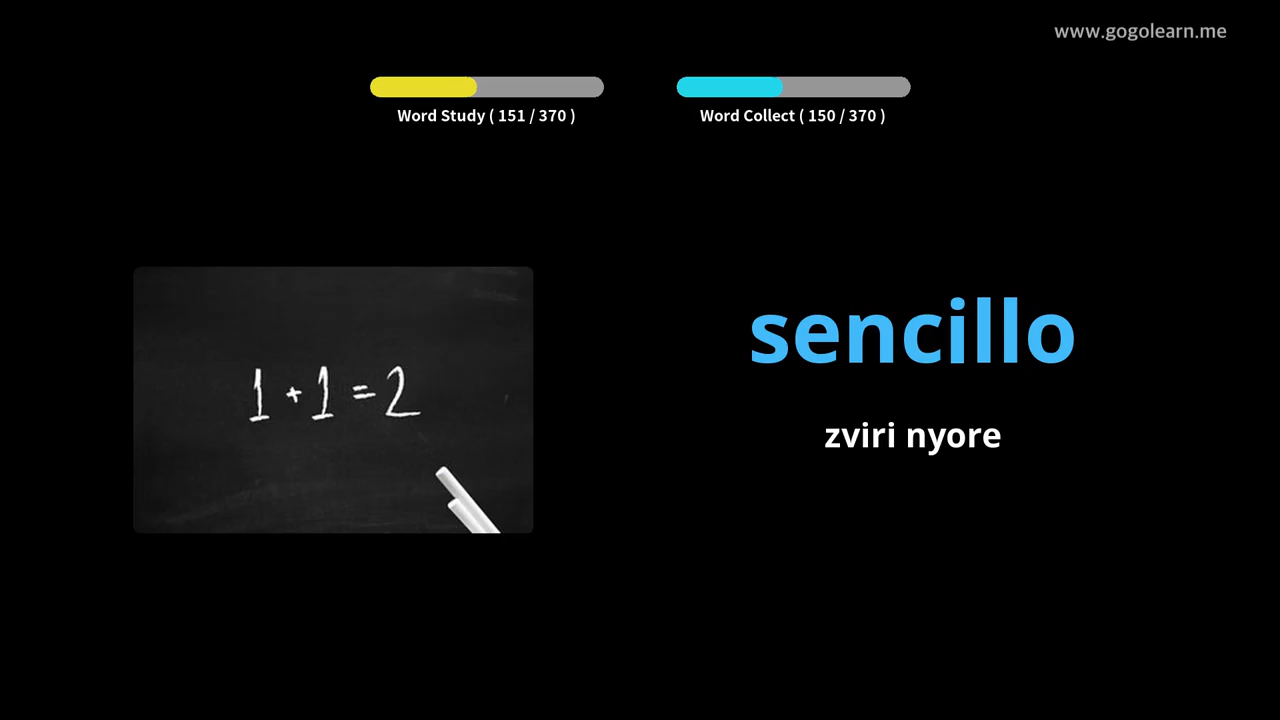 www.gogolearn.me
Word Study ( 151 / 370 )
Word Collect ( 150 / 370 )
1 + 1 = 2
sencillo
zviri nyore